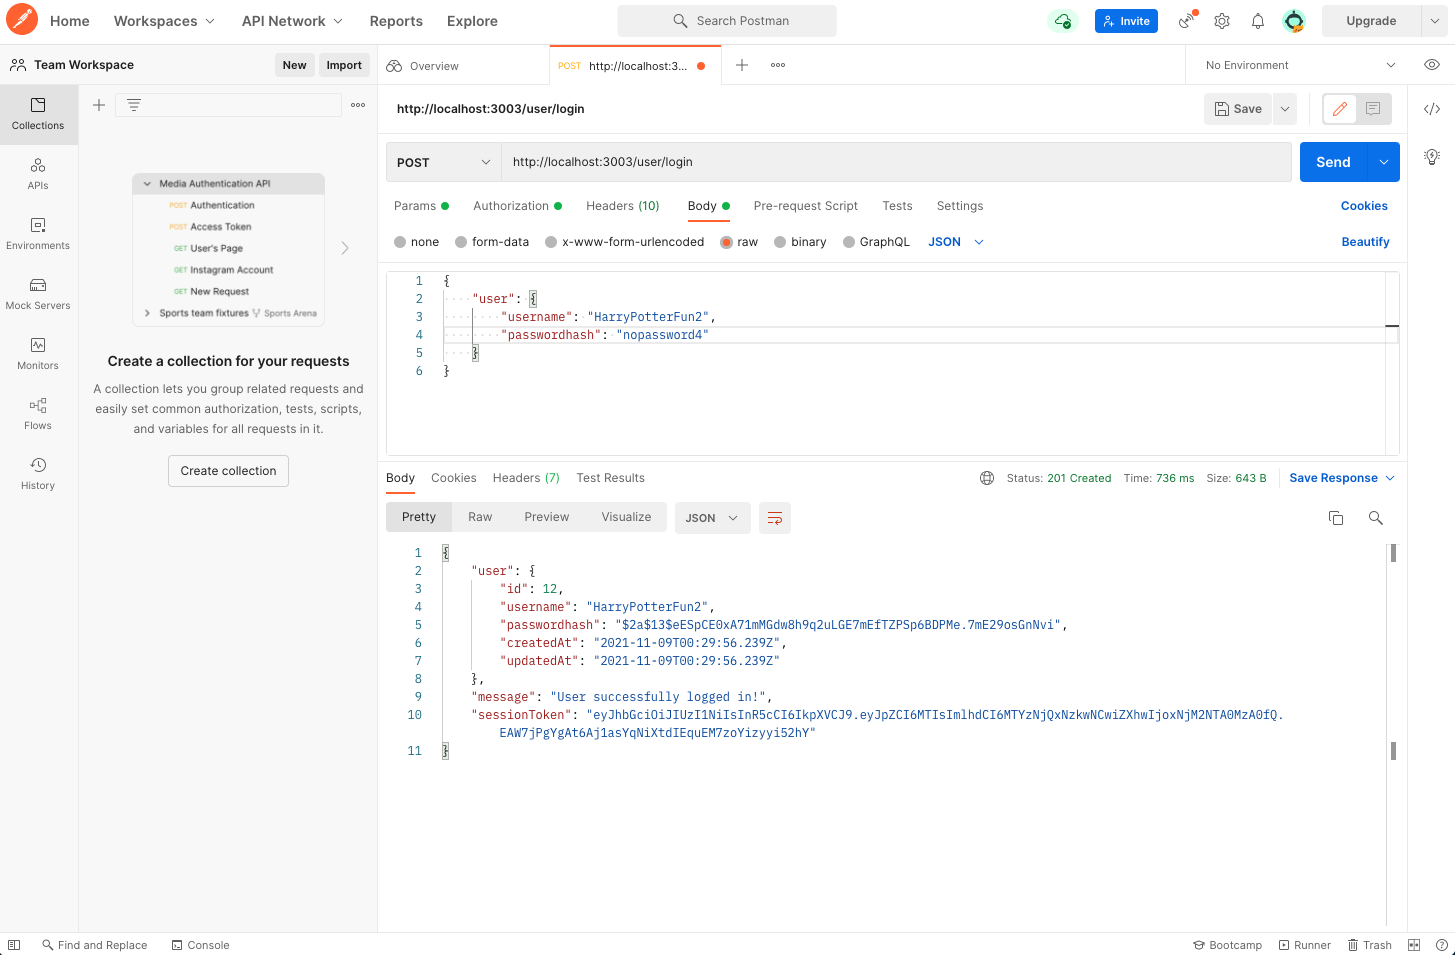 Home
Workspaces
API Network
Reports
Explore
Search Postman
Invite
Upgrade
Team Workspace
New
Import
Overview
POST http://localhost:3...
No Environment
Collections
APIs
Environments
Mock Servers
Monitors
Flows
History
Media Authentication API
POST Authentication
POST Access Token
GET User's Page
GET Instagram Account
GET New Request
Sports team fixtures Sports Arena
Create a collection for your requests
A collection lets you group related requests and
easily set common authorization, tests, scripts,
and variables for all requests in it.
Create collection
http://localhost:3003/user/login
Save
POST
http://localhost:3003/user/login
Send
Params
Authorization
Headers (10)
Body
Pre-request Script
Tests
Settings
Cookies
none
form-data
x-www-form-urlencoded
raw
binary
GraphQL
JSON
Beautify
1 {
2 "user": {
3 "username": "HarryPotterFun2",
4 "passwordhash": "nopassword4"
5 }
6 }
Body
Cookies
Headers (7)
Test Results
Status: 201 Created
Time: 736 ms
Size: 643 B
Save Response
Pretty
Raw
Preview
Visualize
JSON
1 {
2 "user": {
3 "id": 12,
4 "username": "HarryPotterFun2",
5 "passwordhash": "$2a$13$eESpCE0xA71mMGdw8h9q2uLGE7mEfTZPSp6BDPMe.7mE29osGnNvi",
6 "createdAt": "2021-11-09T00:29:56.239Z",
7 "updatedAt": "2021-11-09T00:29:56.239Z"
8 },
9 "message": "User successfully logged in!",
10 "sessionToken": "eyJhbGciOiJIUzI1NiIsInR5cCI6IkpXVCJ9.eyJpZCI6MTIsImlhdCI6MTYzNjQxNzkwNCwiZXhwIjoxNjM2NTA0MzA0fQ.
EAW7jPgYgAt6Aj1asYqNiXtdIEquEM7zoYizyyi52hY"
11 }
Find and Replace
Console
Bootcamp
Runner
Trash